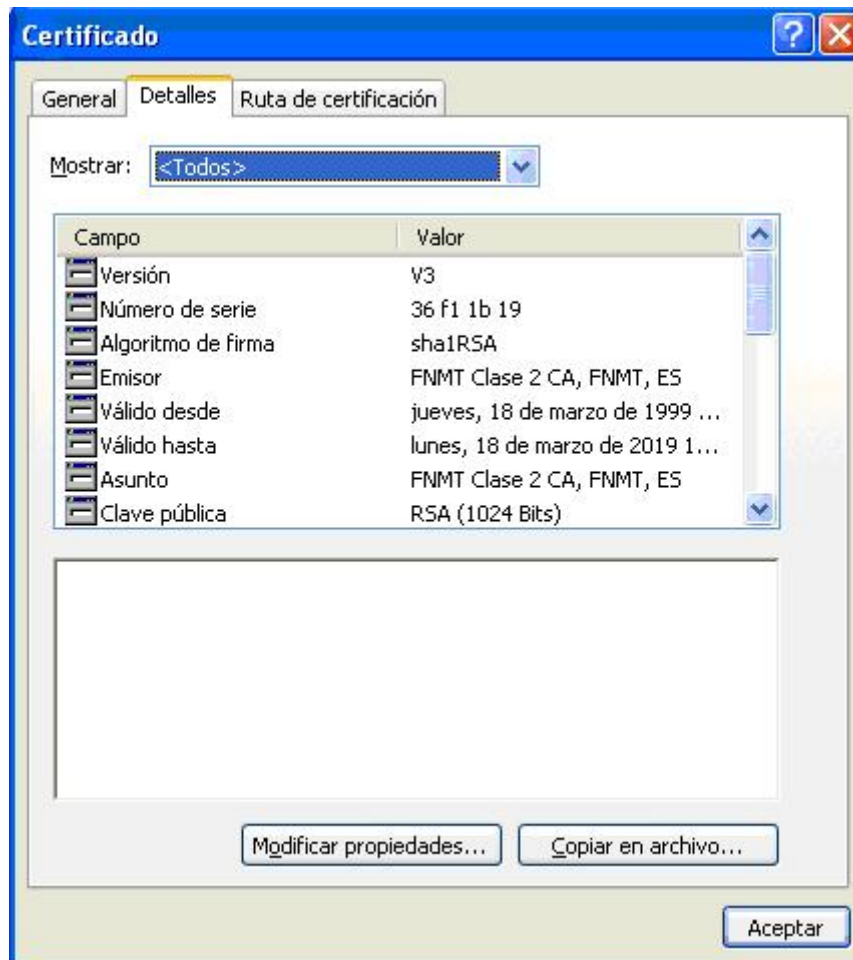 Certificado
General Detalles Ruta de certificación
Mostrar: <Todos>
Campo Valor
Versión V3
Número de serie 36 f1 1b 19
Algoritmo de firma sha1RSA
Emisor FNMT Clase 2 CA, FNMT, ES
Válido desde jueves, 18 de marzo de 1999 ...
Válido hasta lunes, 18 de marzo de 2019 1...
Asunto FNMT Clase 2 CA, FNMT, ES
Clave pública RSA (1024 Bits)
Modificar propiedades... Copiar en archivo...
Aceptar